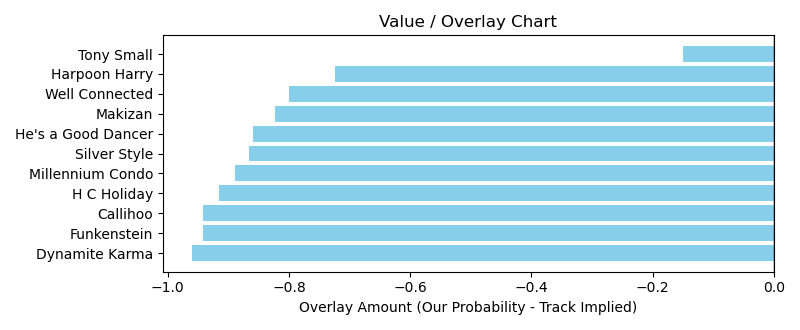 Value / Overlay Chart
Tony Small
Harpoon Harry
Well Connected
Makizan
He's a Good Dancer
Silver Style
Millennium Condo
H C Holiday
Callihoo
Funkenstein
Dynamite Karma
−1.0 −0.8 −0.6 −0.4 −0.2 0.0
Overlay Amount (Our Probability - Track Implied)